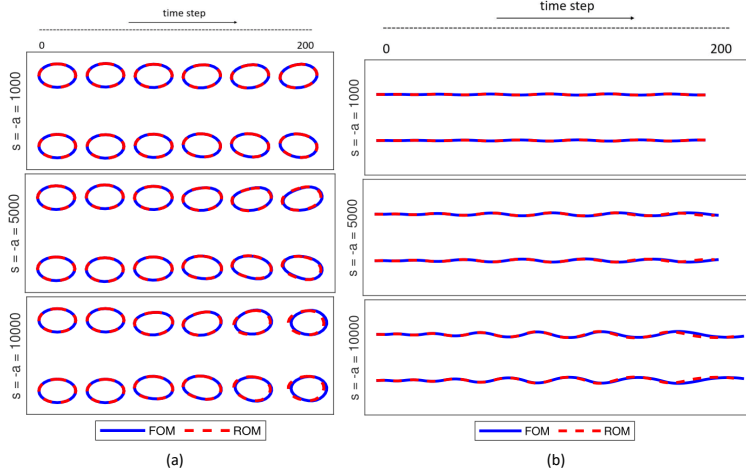 time step
0 200
s = -a = 1000
s = -a = 5000
s = -a = 10000
FOM ROM
(a)
time step
0 200
s = -a = 1000
s = -a = 5000
s = -a = 10000
FOM ROM
(b)